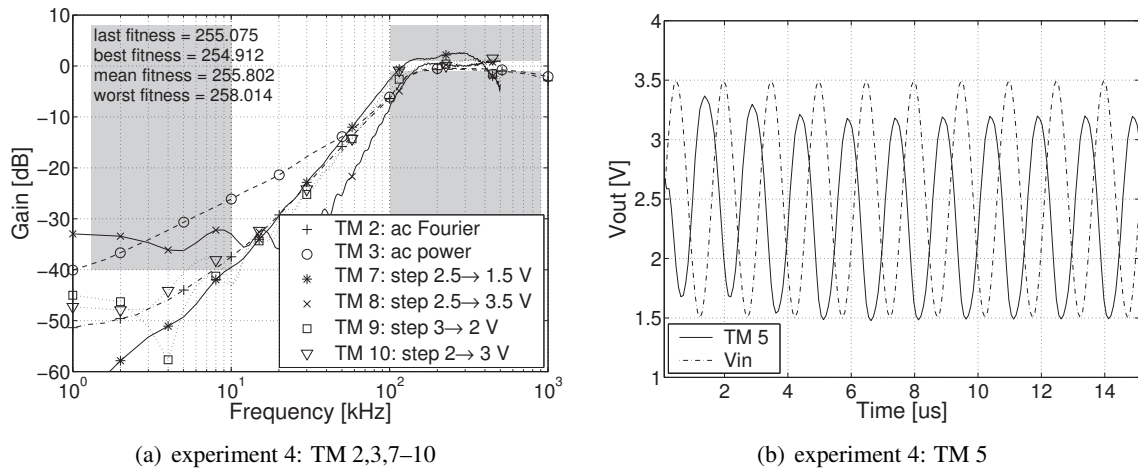 10
0
−10
−20
−30
−40
−50
−60
Gain [dB]
last fitness = 255.075
best fitness = 254.912
mean fitness = 255.802
worst fitness = 258.014
TM 2: ac Fourier
TM 3: ac power
TM 7: step 2.5→ 1.5 V
TM 8: step 2.5→ 3.5 V
TM 9: step 3→ 2 V
TM 10: step 2→ 3 V
10^0 10^1 10^2 10^3
Frequency [kHz]
(a) experiment 4: TM 2,3,7–10
4
3.5
3
2.5
2
1.5
1
Vout [V]
TM 5
Vin
2 4 6 8 10 12 14
Time [us]
(b) experiment 4: TM 5